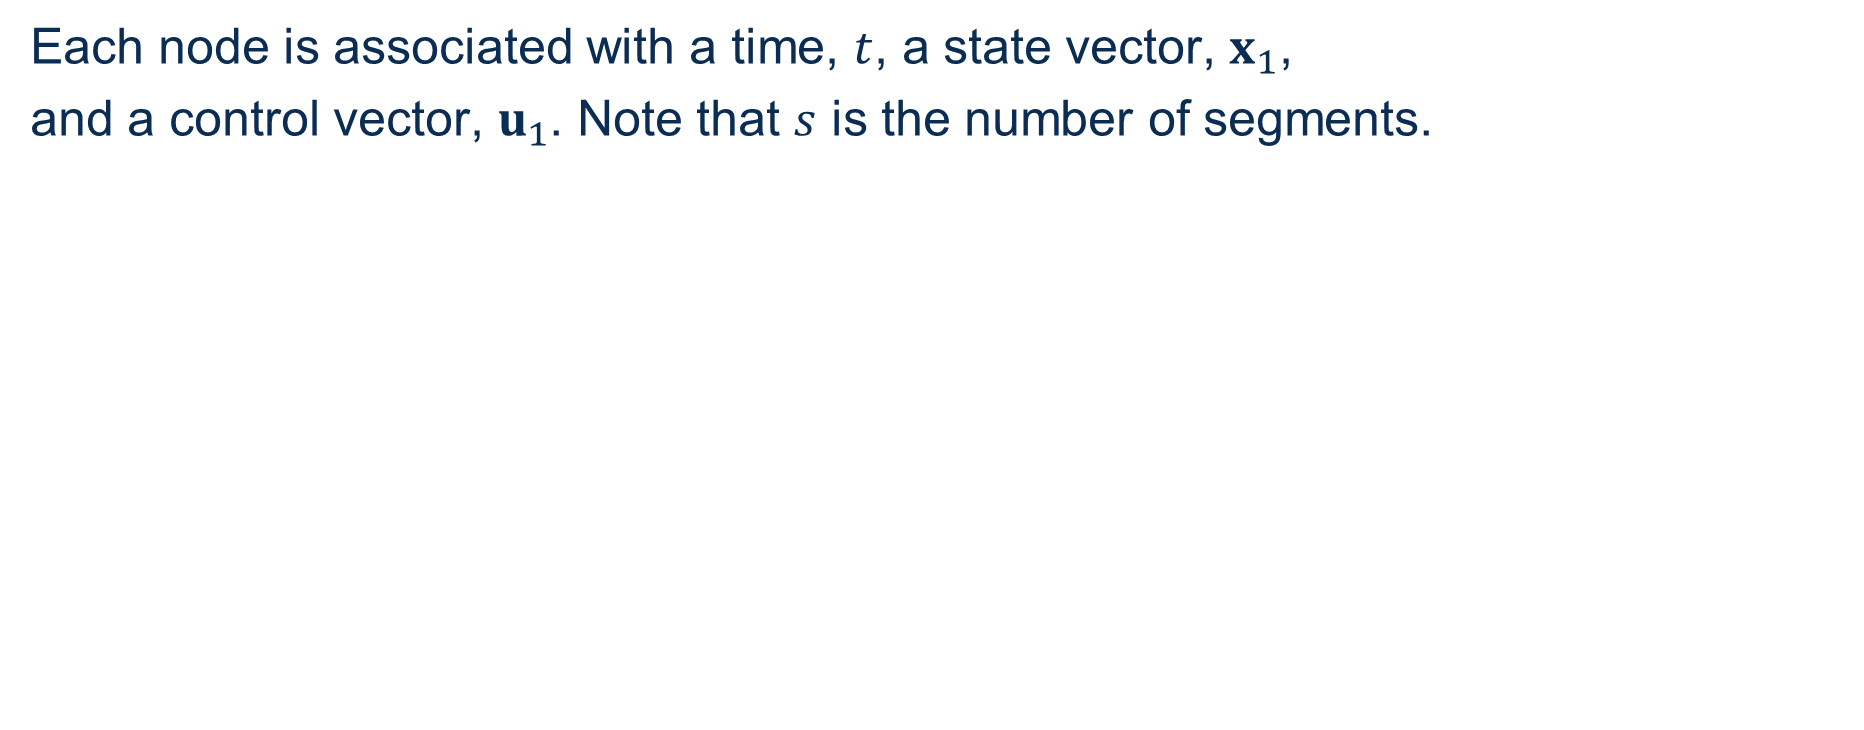 Each node is associated with a time, t, a state vector, 𝐱₁,
and a control vector, 𝐮₁. Note that s is the number of segments.